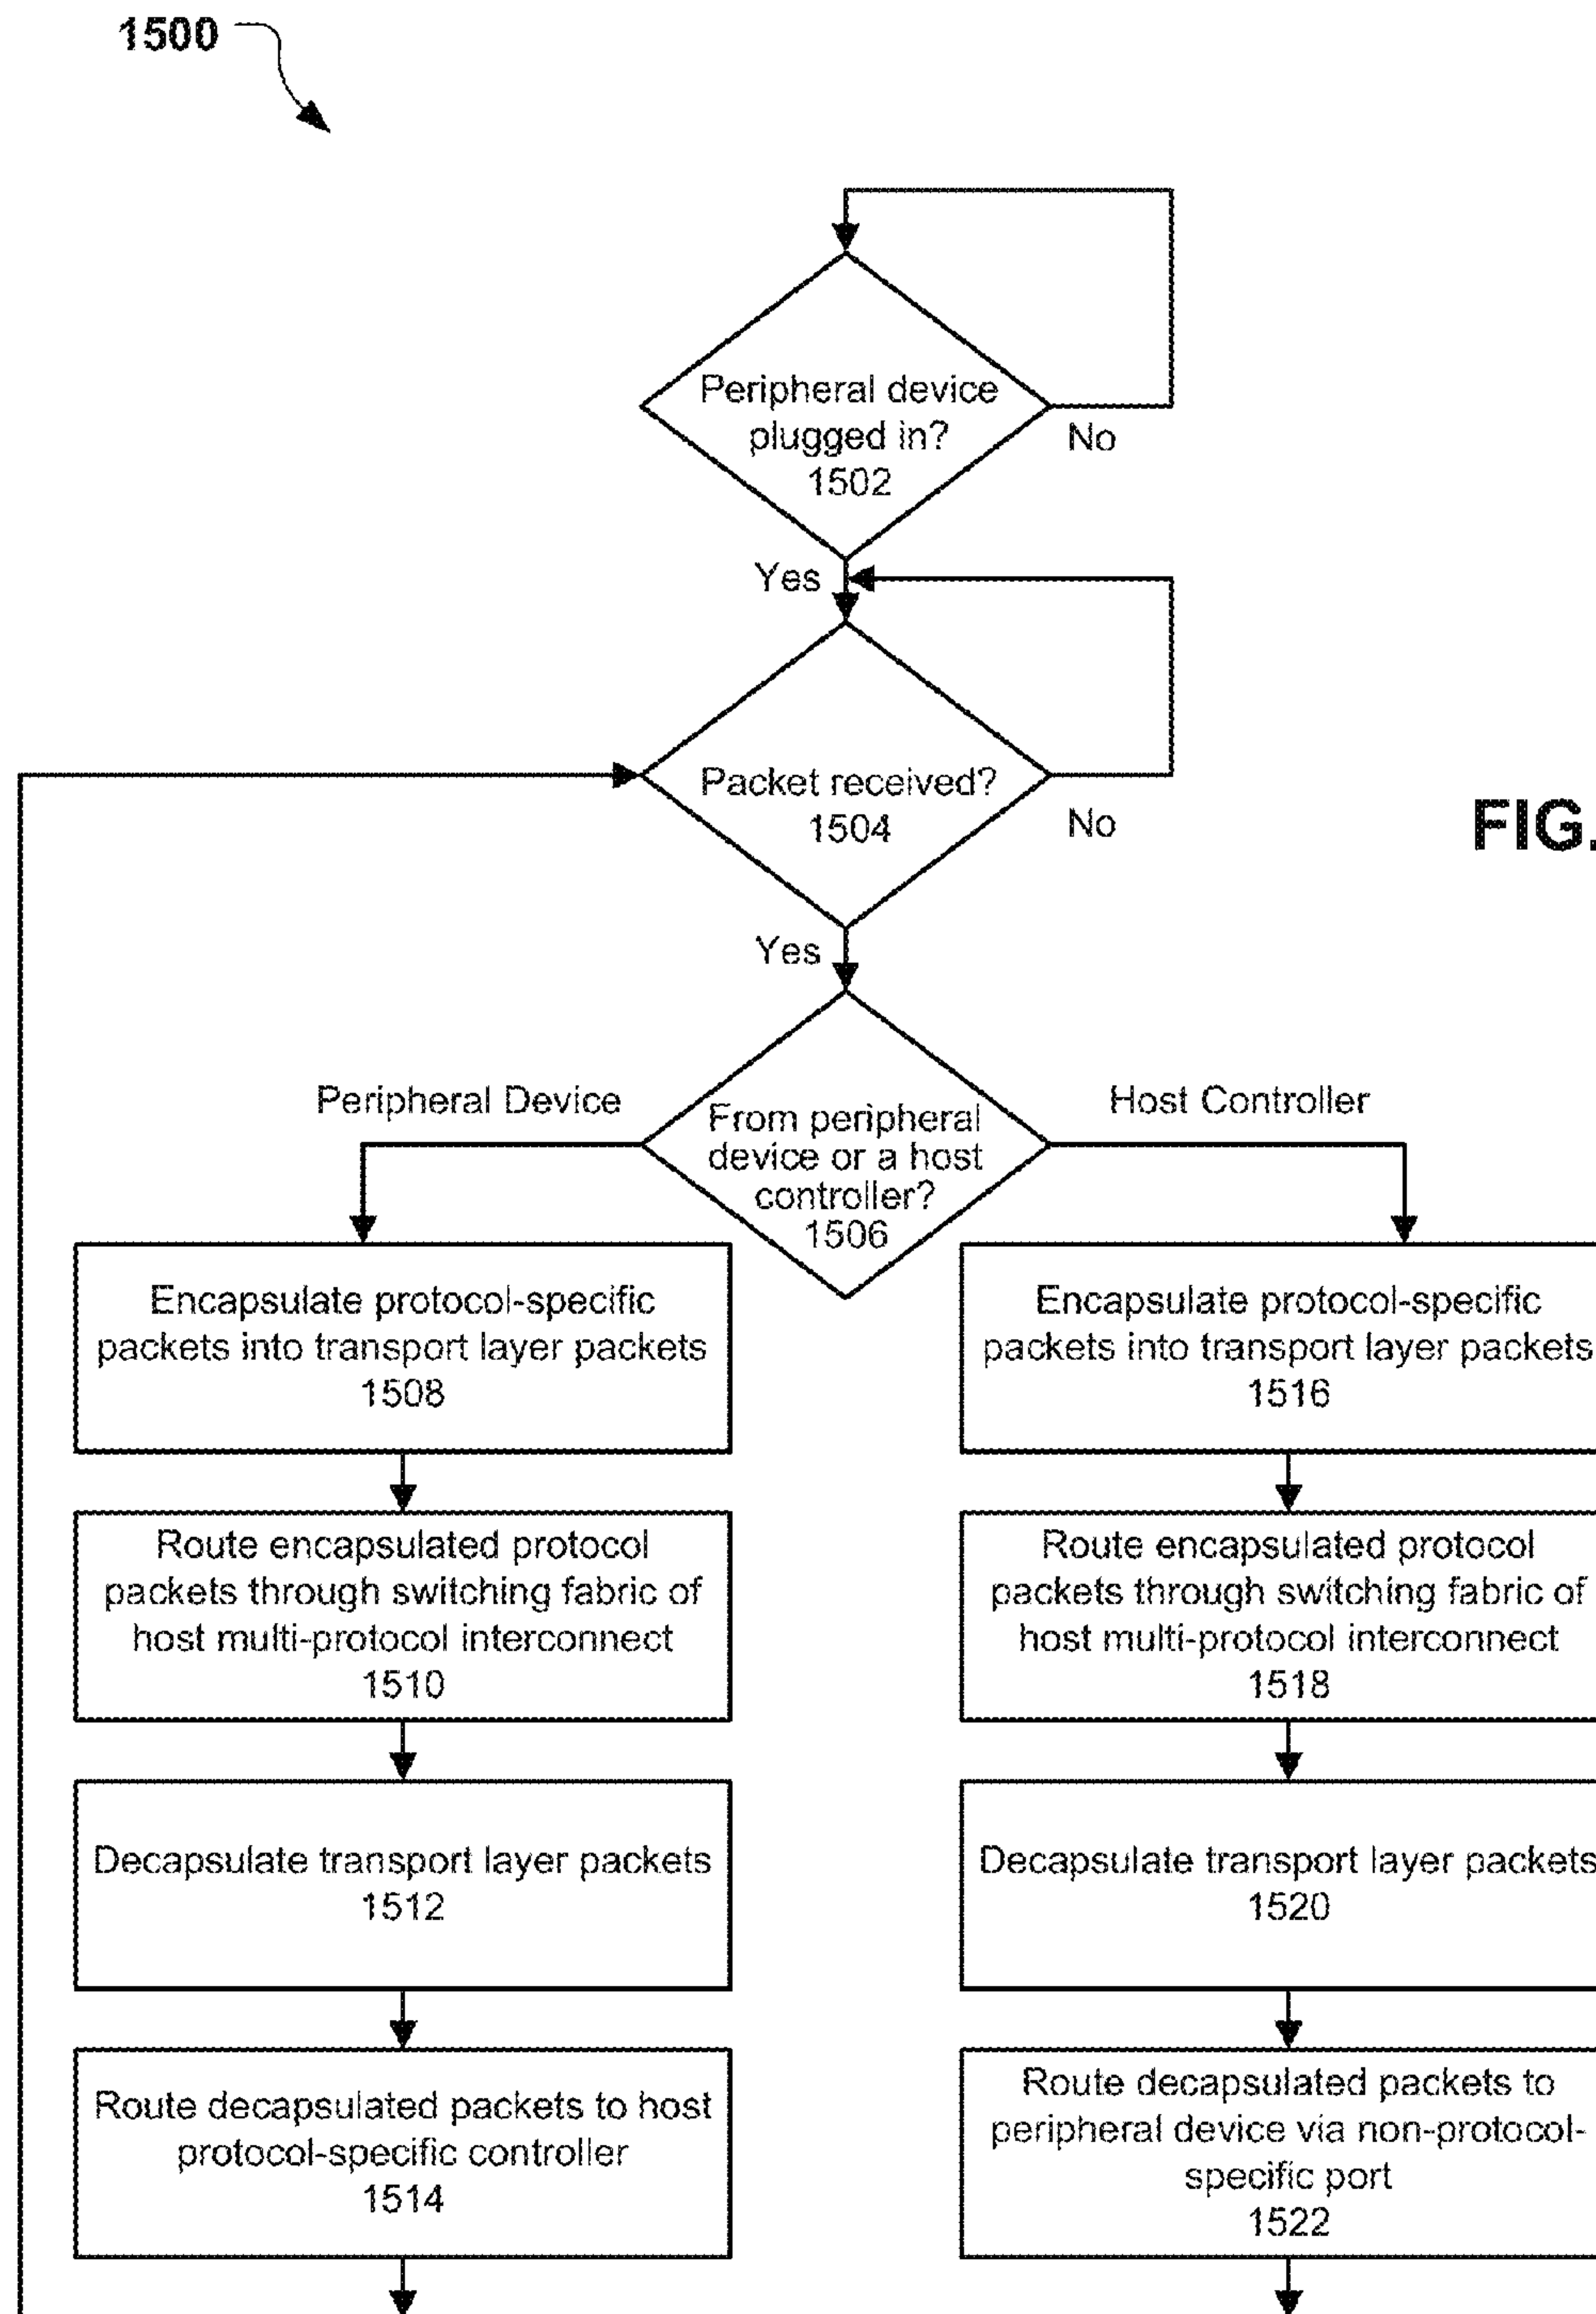 1500
Peripheral device
plugged in?
1502
No
Yes
Packet received?
1504
No
FIG.
Yes
Peripheral Device
From peripheral
device or a host
controller?
1506
Host Controller
Encapsulate protocol-specific
packets into transport layer packets
1508
Encapsulate protocol-specific
packets into transport layer packets
1516
Route encapsulated protocol
packets through switching fabric of
host multi-protocol interconnect
1510
Route encapsulated protocol
packets through switching fabric of
host multi-protocol interconnect
1518
Decapsulate transport layer packets
1512
Decapsulate transport layer packets
1520
Route decapsulated packets to host
protocol-specific controller
1514
Route decapsulated packets to
peripheral device via non-protocol-
specific port
1522